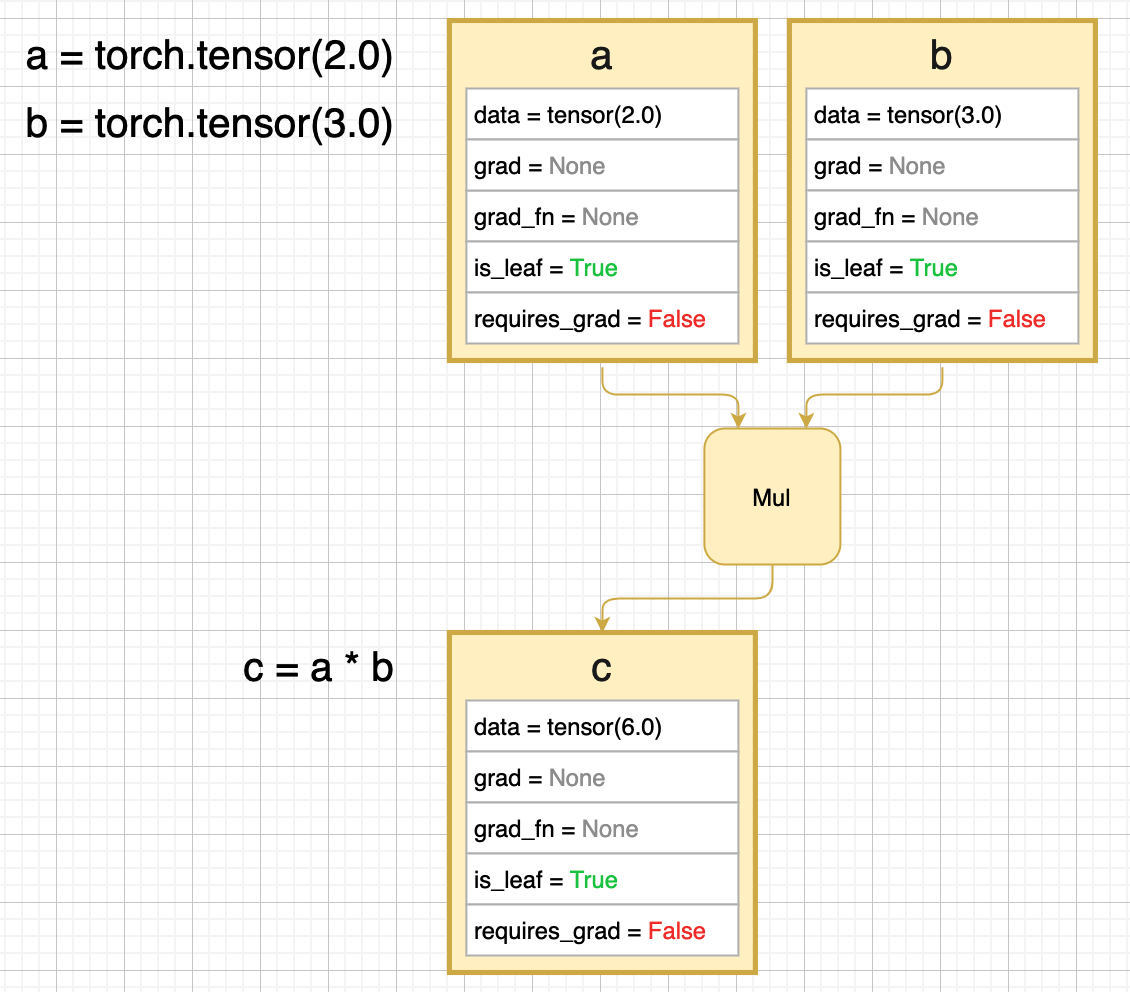 a = torch.tensor(2.0)
b = torch.tensor(3.0)
a
data = tensor(2.0)
grad = None
grad_fn = None
is_leaf = True
requires_grad = False
b
data = tensor(3.0)
grad = None
grad_fn = None
is_leaf = True
requires_grad = False
Mul
c = a * b
c
data = tensor(6.0)
grad = None
grad_fn = None
is_leaf = True
requires_grad = False